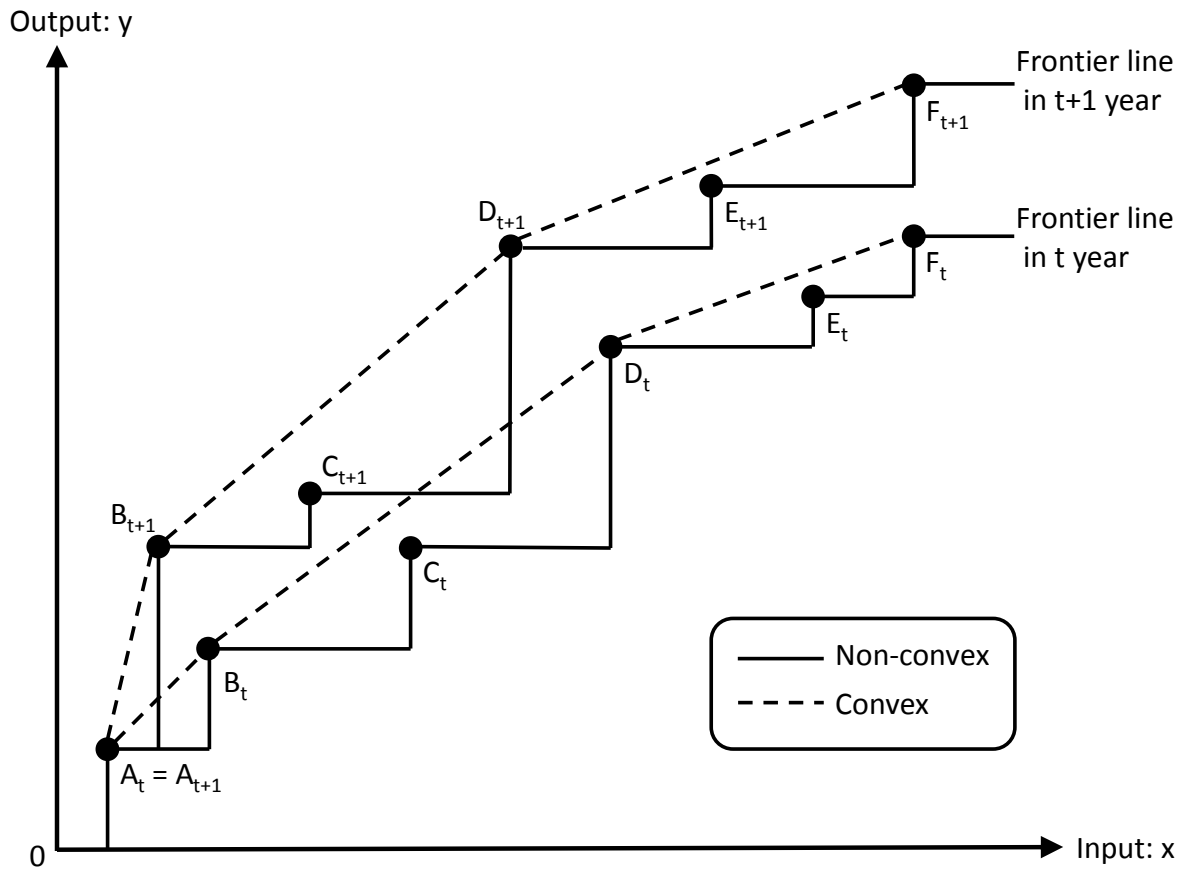 Output: y
Frontier line
in t+1 year
F_{t+1}
E_{t+1}
D_{t+1}
Frontier line
in t year
F_t
E_t
D_t
C_{t+1}
B_{t+1}
C_t
B_t
Non-convex
Convex
A_t = A_{t+1}
0
Input: x